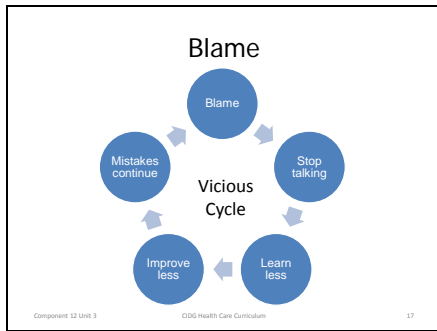 Blame
Blame
Stop
talking
Learn
less
Improve
less
Mistakes
continue
Vicious
Cycle
Component 12 Unit 3
CIDG Health Care Curriculum
17